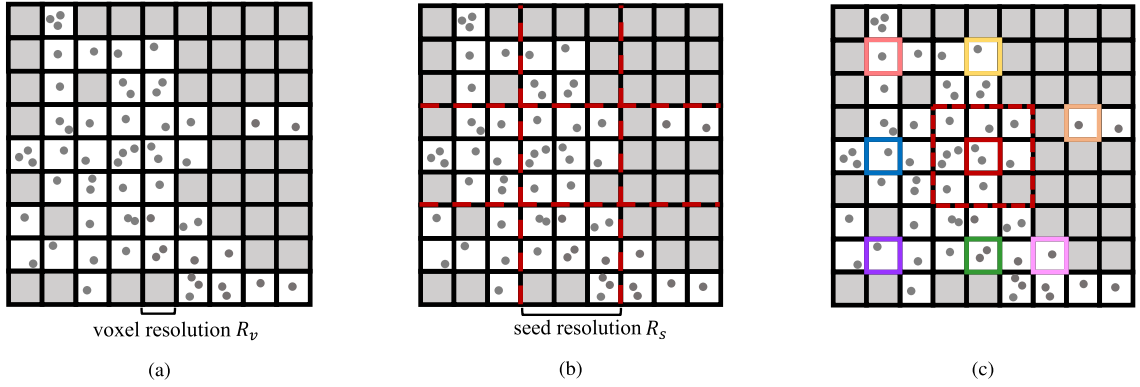 voxel resolution R_v
seed resolution R_s
(a)
(b)
(c)